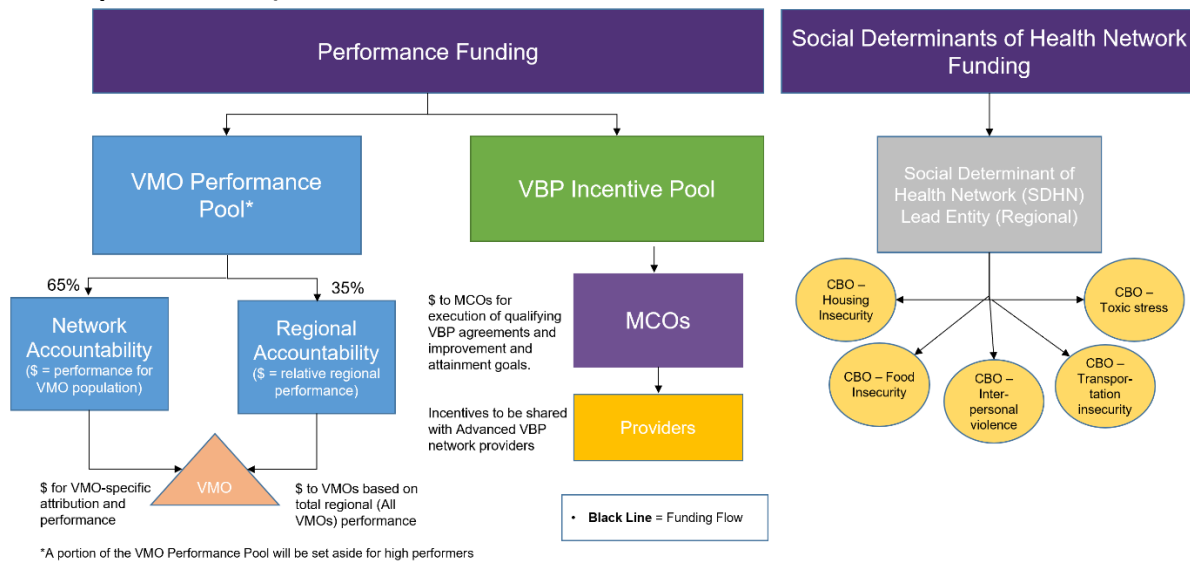 Performance Funding
Social Determinants of Health Network
Funding
VMO Performance
Pool*
VBP Incentive Pool
Social Determinant of
Health Network (SDHN)
Lead Entity (Regional)
65%
35%
Network
Accountability
($ = performance for
VMO population)
Regional
Accountability
($ = relative regional
performance)
$ to MCOs for
execution of qualifying
VBP agreements and
improvement and
attainment goals.
MCOs
CBO –
Housing
Insecurity
CBO –
Toxic stress
CBO – Food
Insecurity
CBO –
Inter-
personal
violence
CBO –
Transpor-
tation
insecurity
Incentives to be shared
with Advanced VBP
network providers
Providers
VMO
$ for VMO-specific
attribution and
performance
$ to VMOs based on
total regional (All
VMOs) performance
• Black Line = Funding Flow
*A portion of the VMO Performance Pool will be set aside for high performers